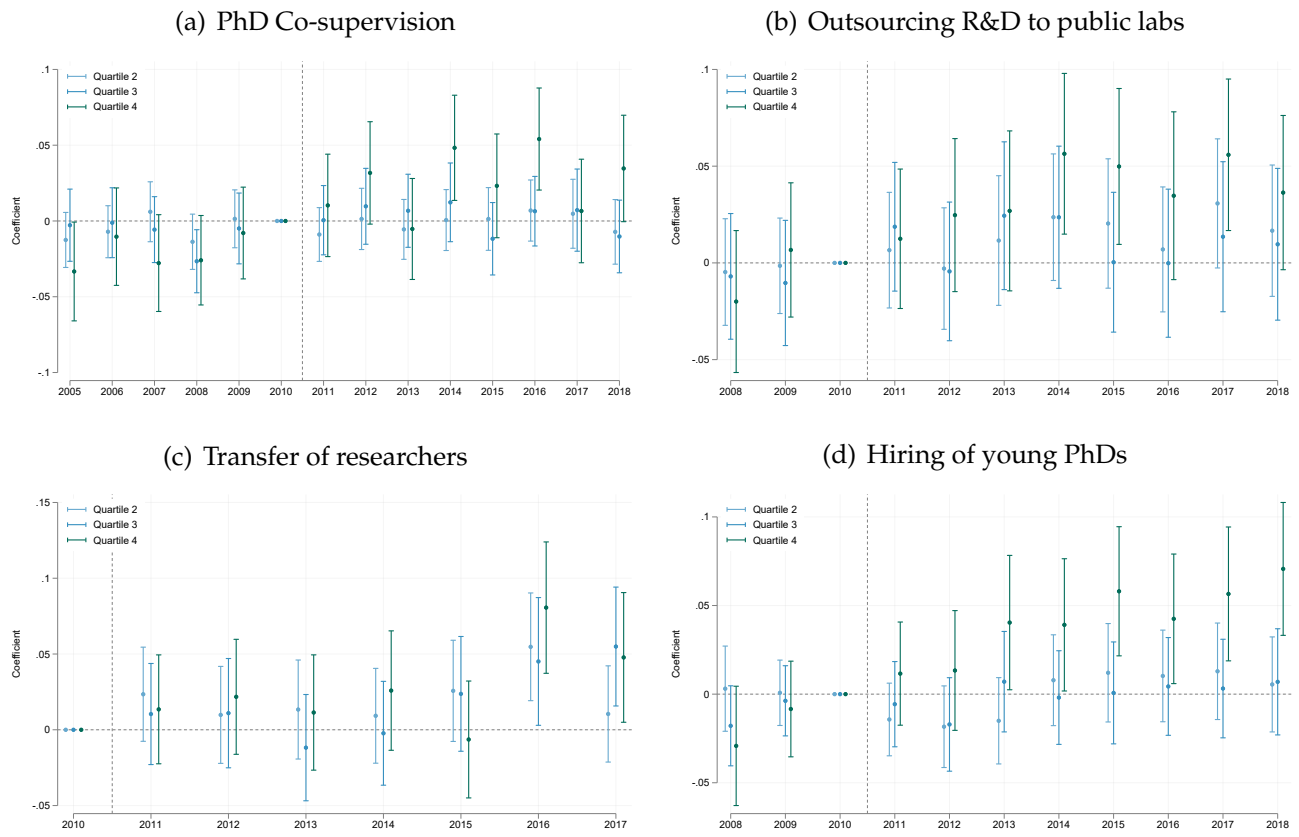 (a) PhD Co-supervision
Quartile 2
Quartile 3
Quartile 4
.1
.05
0
-.05
-.1
Coefficient
2005 2006 2007 2008 2009 2010 2011 2012 2013 2014 2015 2016 2017 2018
(b) Outsourcing R&D to public labs
Quartile 2
Quartile 3
Quartile 4
.1
.05
0
-.05
Coefficient
2008 2009 2010 2011 2012 2013 2014 2015 2016 2017 2018
(c) Transfer of researchers
Quartile 2
Quartile 3
Quartile 4
.15
.1
.05
0
-.05
Coefficient
2010 2011 2012 2013 2014 2015 2016 2017
(d) Hiring of young PhDs
Quartile 2
Quartile 3
Quartile 4
.1
.05
0
-.05
Coefficient
2008 2009 2010 2011 2012 2013 2014 2015 2016 2017 2018